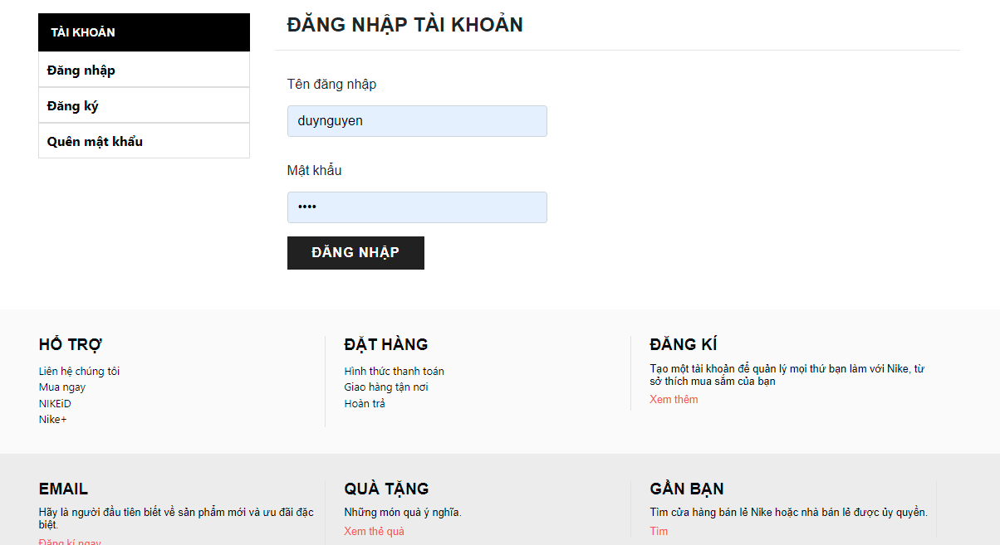 TÀI KHOẢN
Đăng nhập
Đăng ký
Quên mật khẩu
ĐĂNG NHẬP TÀI KHOẢN
Tên đăng nhập
duynguyen
Mật khẩu
••••
ĐĂNG NHẬP
HỖ TRỢ
Liên hệ chúng tôi
Mua ngay
NIKEiD
Nike+
ĐẶT HÀNG
Hình thức thanh toán
Giao hàng tận nơi
Hoàn trả
ĐĂNG KÍ
Tạo một tài khoản để quản lý mọi thứ bạn làm với Nike, từ
sở thích mua sắm của bạn
Xem thêm
EMAIL
Hãy là người đầu tiên biết về sản phẩm mới và ưu đãi đặc
biệt.
Đăng kí ngay
QUÀ TẶNG
Những món quà ý nghĩa.
Xem thẻ quà
GẦN BẠN
Tìm cửa hàng bán lẻ Nike hoặc nhà bán lẻ được ủy quyền.
Tìm